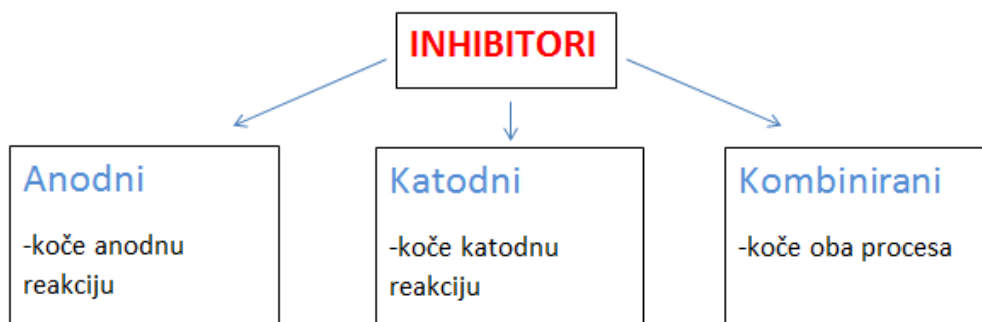 INHIBITORI
Anodni
-koče anodnu
reakciju
Katodni
-koče katodnu
reakciju
Kombinirani
-koče oba procesa